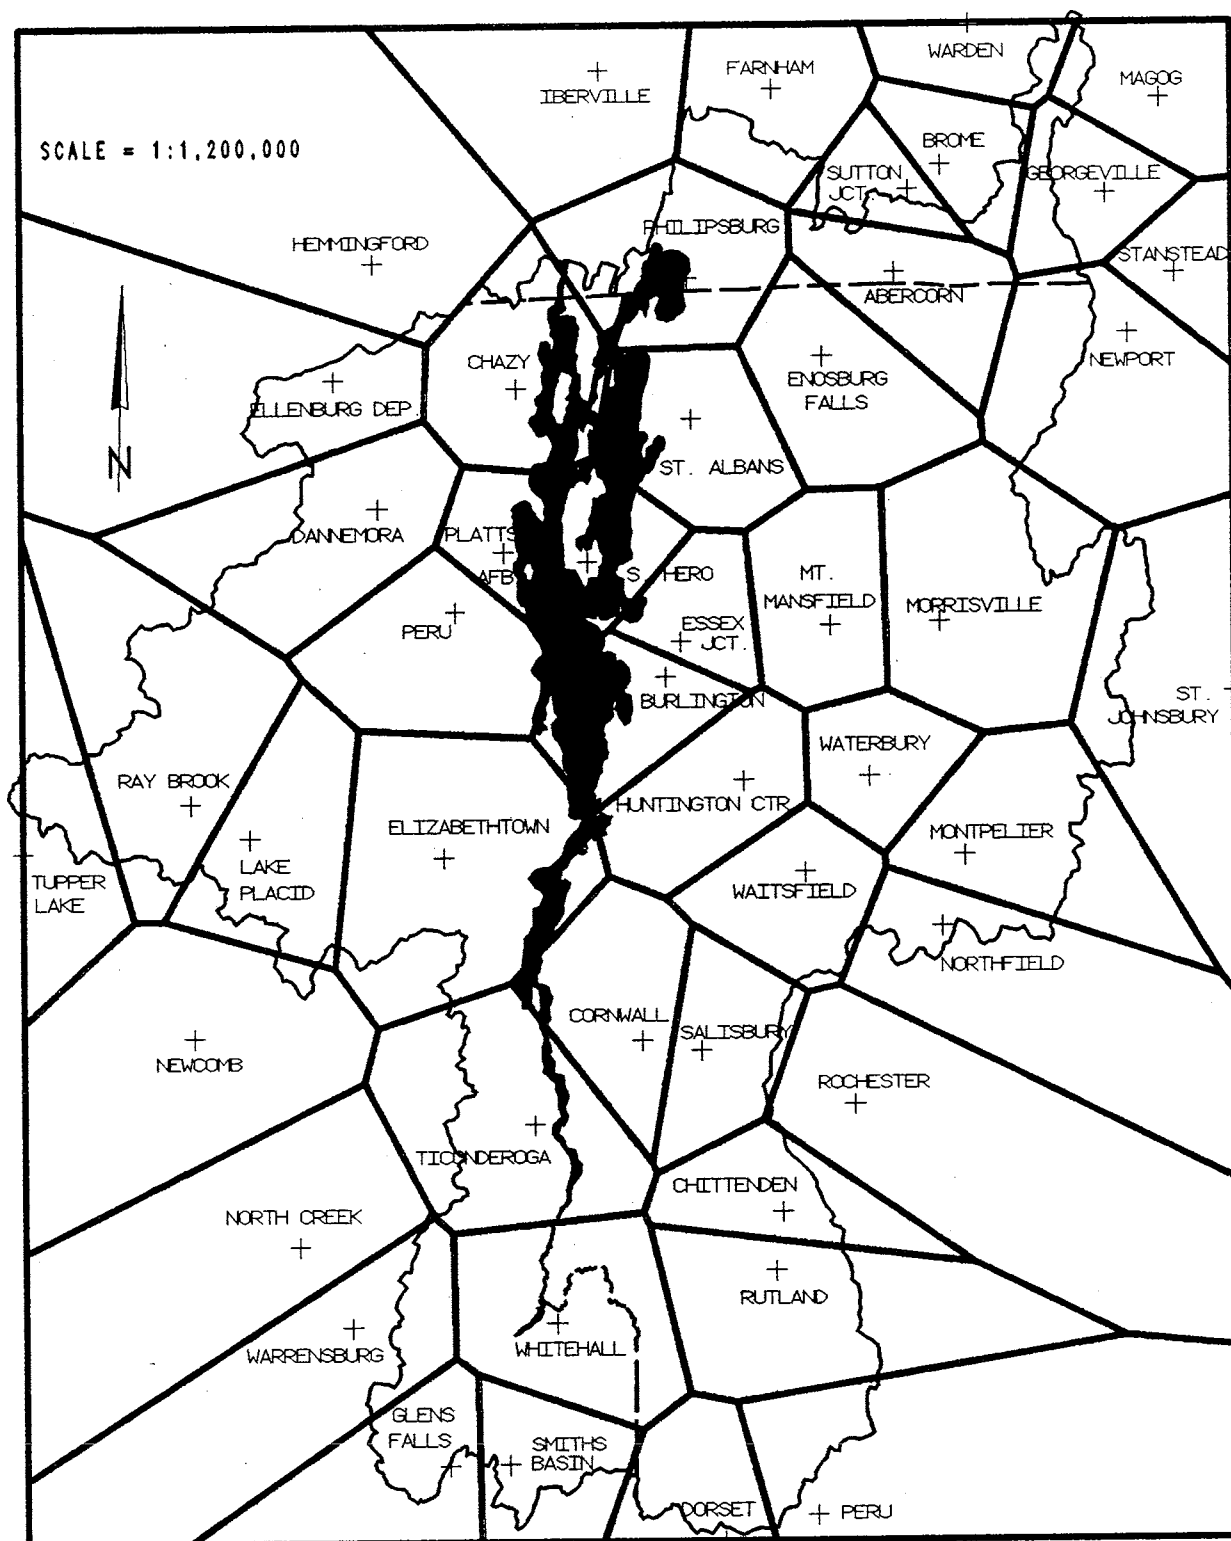 WARDEN
FARNHAM
MAGOG
IBERVILLE
SCALE = 1:1,200,000
BROME
SUTTON
JCT.
GEORGEVILLE
PHILIPSBURG
HEMMINGFORD
STANSTEAD
ABERCORN
CHAZY
NEWPORT
ENOSBURG
FALLS
ELLENBURG DEP.
N
ST. ALBANS
DANNEMORA
PLATTS
AFB
S. HERO
MT.
MANSFIELD
MORRISVILLE
PERU
ESSEX
JCT.
BURLINGTON
ST.
JOHNSBURY
WATERBURY
RAY BROOK
HUNTINGTON CTR
ELIZABETHTOWN
MONTPELIER
LAKE
PLACID
TUPPER
LAKE
WAITSFIELD
NORTHFIELD
CORNWALL
SALISBURY
NEWCOMB
ROCHESTER
TICONDEROGA
CHITTENDEN
NORTH CREEK
RUTLAND
WHITEHALL
WARRENSBURG
GLENS
FALLS
SMITHS
BASIN
DORSET
PERU